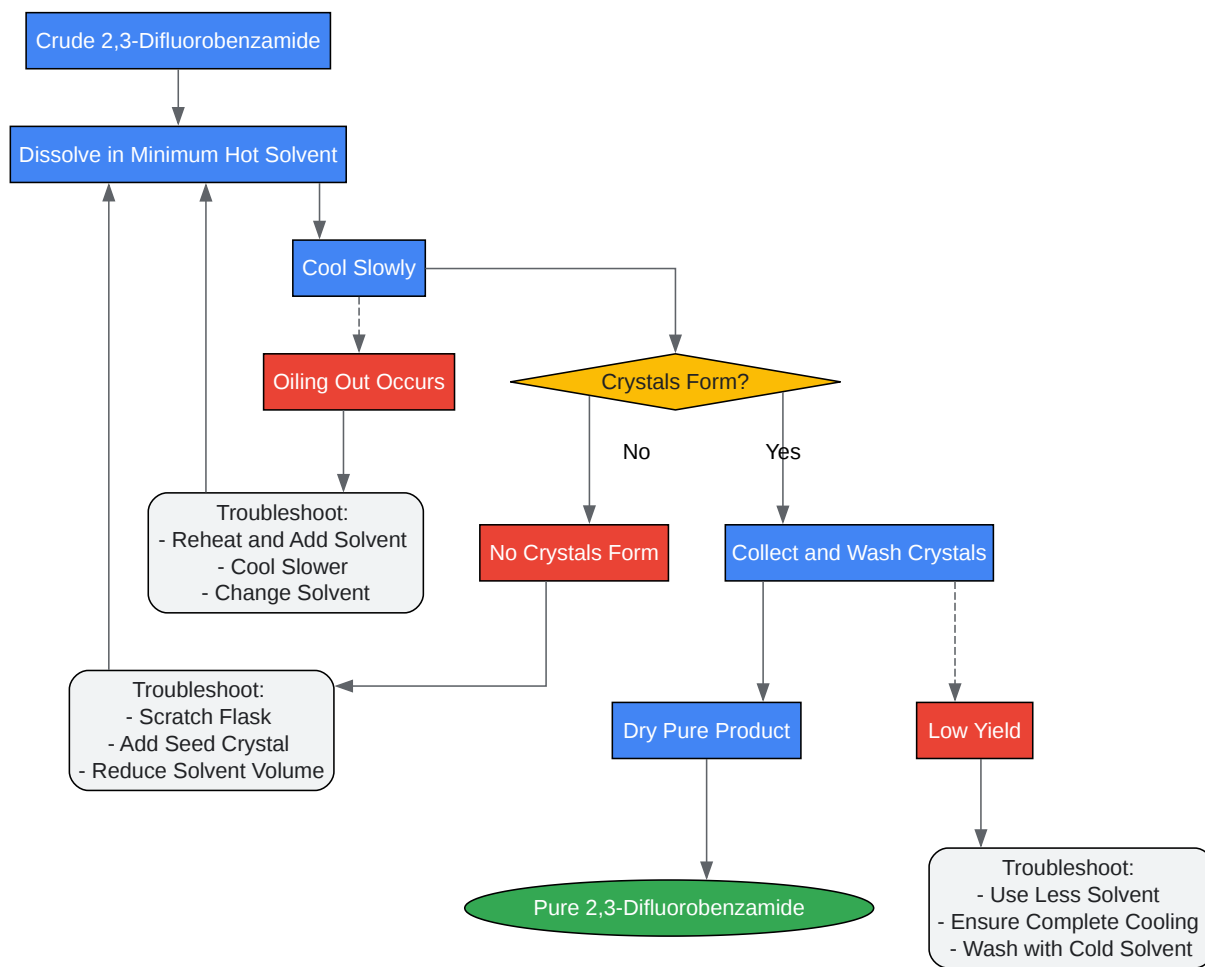 Crude 2,3-Difluorobenzamide
Dissolve in Minimum Hot Solvent
Cool Slowly
Oiling Out Occurs
Crystals Form?
No
Yes
Troubleshoot:
- Reheat and Add Solvent
- Cool Slower
- Change Solvent
No Crystals Form
Collect and Wash Crystals
Troubleshoot:
- Scratch Flask
- Add Seed Crystal
- Reduce Solvent Volume
Dry Pure Product
Low Yield
Pure 2,3-Difluorobenzamide
Troubleshoot:
- Use Less Solvent
- Ensure Complete Cooling
- Wash with Cold Solvent